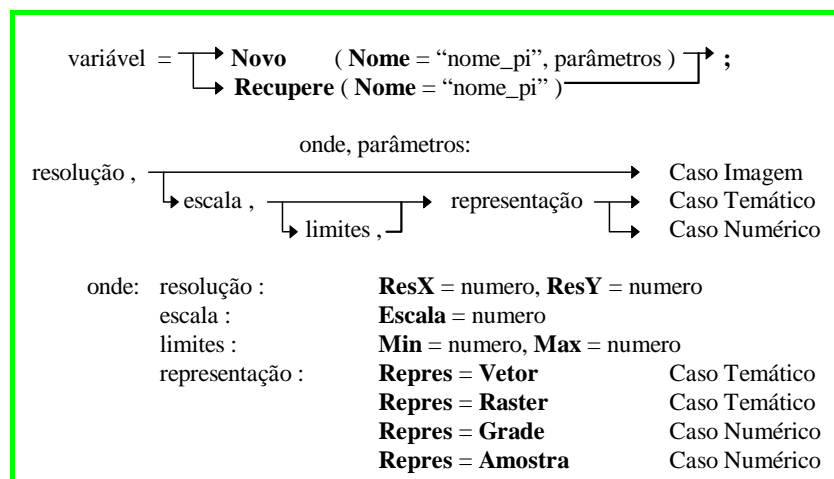 variável = Novo ( Nome = “nome_pi”, parâmetros ) ;
Recupere ( Nome = “nome_pi” )
onde, parâmetros:
resolução , Caso Imagem
escala , representação Caso Temático
limites , Caso Numérico
onde: resolução : ResX = numero, ResY = numero
escala : Escala = numero
limites : Min = numero, Max = numero
representação : Repres = Vetor Caso Temático
Repres = Raster Caso Temático
Repres = Grade Caso Numérico
Repres = Amostra Caso Numérico